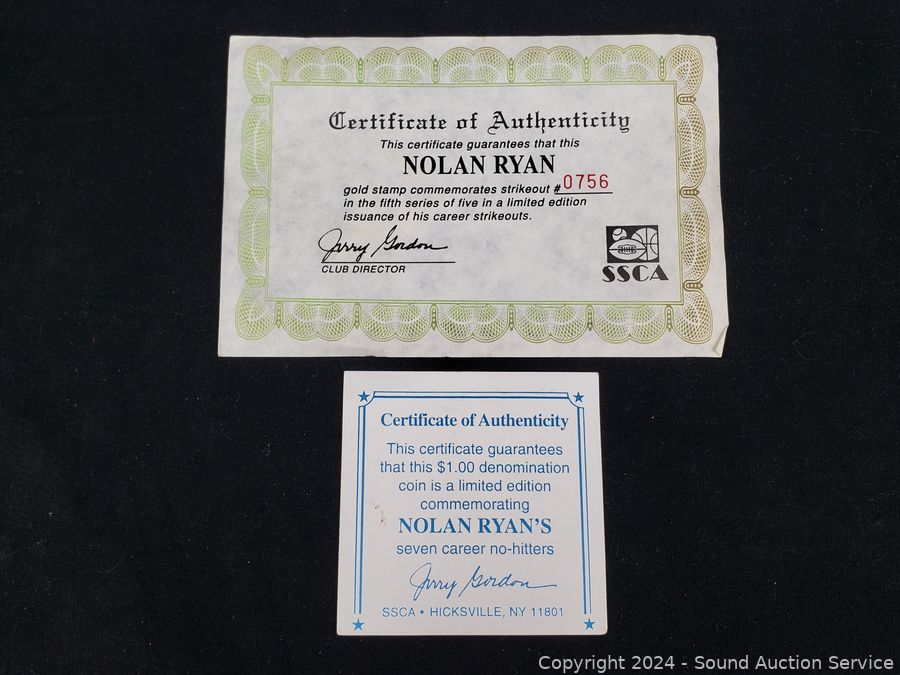 Certificate of Authenticity
This certificate guarantees that this
NOLAN RYAN
gold stamp commemorates strikeout #0756
in the fifth series of five in a limited edition
issuance of his career strikeouts.
Jerry Gordon
CLUB DIRECTOR
SSCA
Certificate of Authenticity
This certificate guarantees
that this $1.00 denomination
coin is a limited edition
commemorating
NOLAN RYAN'S
seven career no-hitters
Jerry Gordon
SSCA • HICKSVILLE, NY 11801
Copyright 2024 - Sound Auction Service